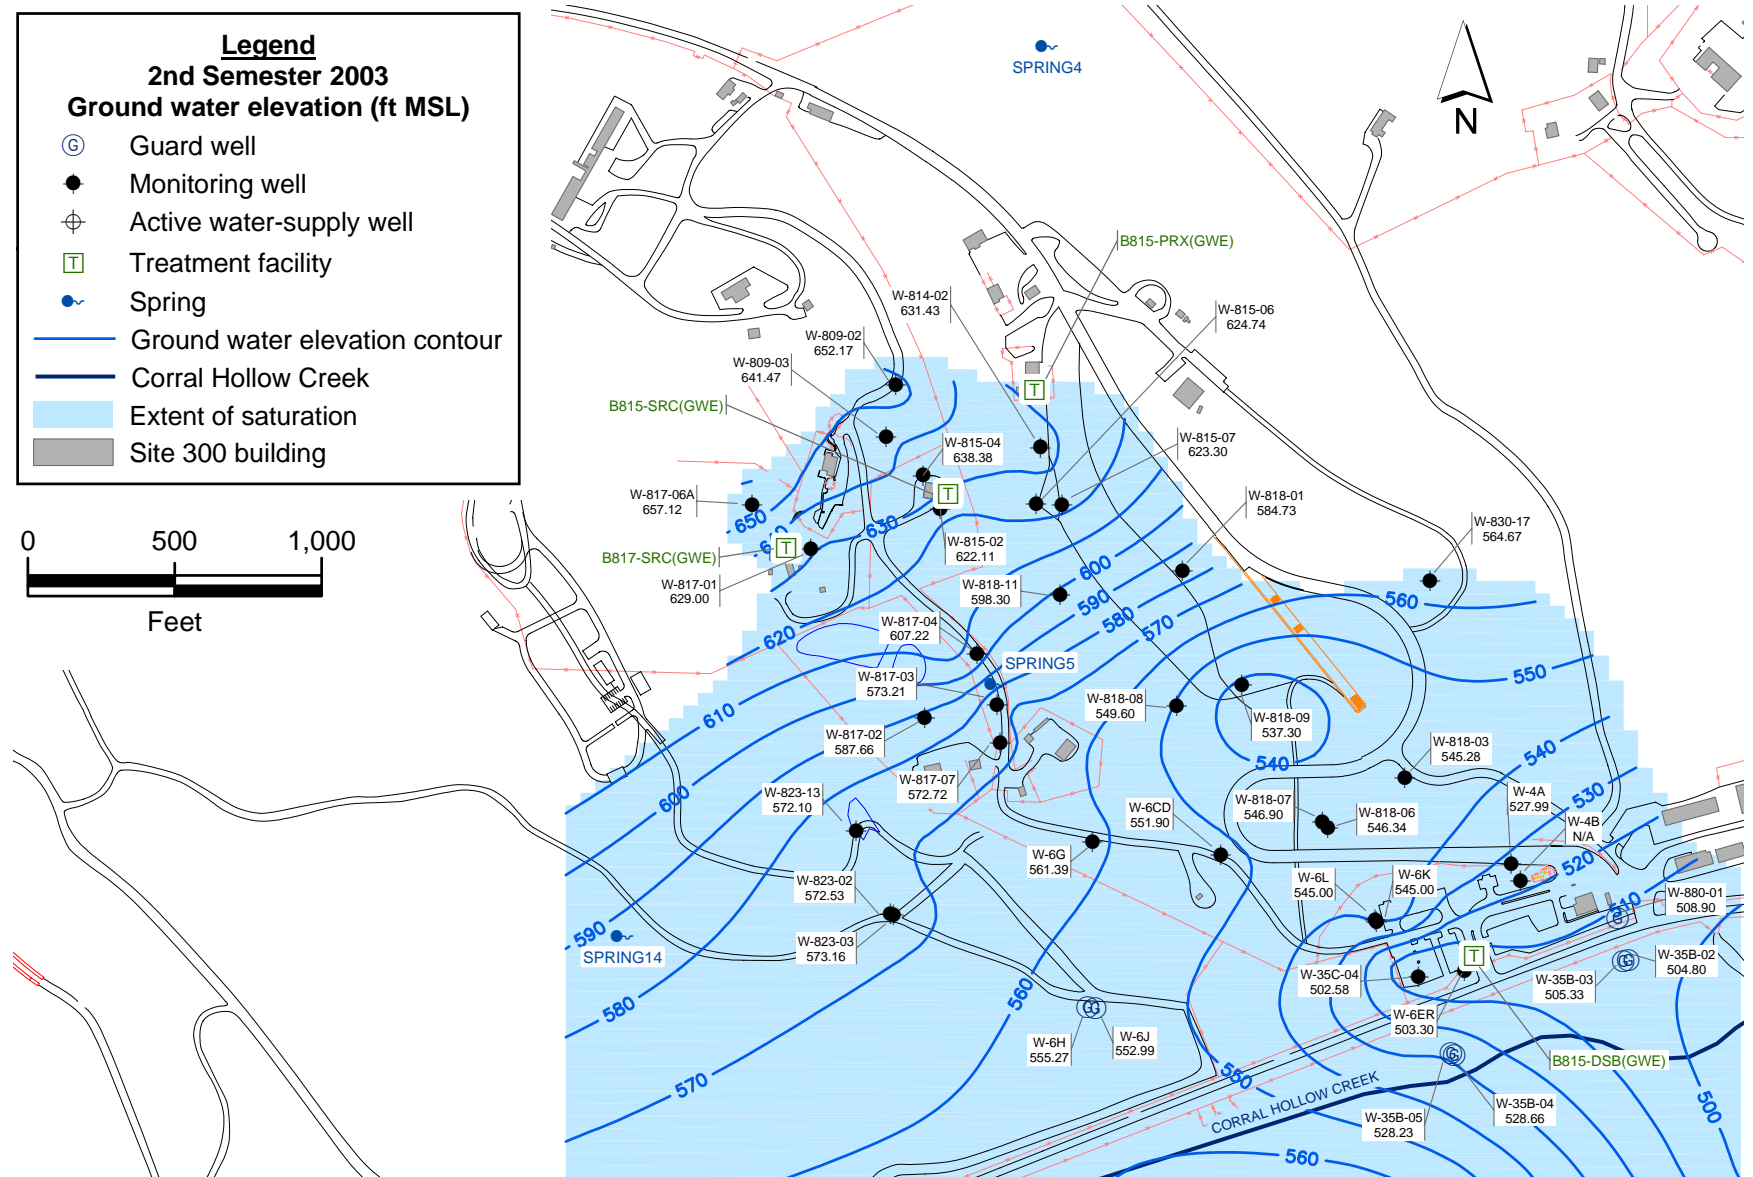 Legend
2nd Semester 2003
Ground water elevation (ft MSL)
G Guard well
Monitoring well
Active water-supply well
T Treatment facility
Spring
Ground water elevation contour
Corral Hollow Creek
Extent of saturation
Site 300 building
0 500 1,000
Feet
N
SPRING4
B815-PRX(GWE)
W-814-02
631.43
W-815-06
624.74
W-809-02
652.17
W-809-03
641.47
B815-SRC(GWE)
T
W-815-04
638.38
W-815-07
623.30
W-817-06A
657.12
650
630
T
W-818-01
584.73
W-830-17
564.67
B817-SRC(GWE)
T
W-815-02
622.11
W-817-01
629.00
W-818-11
598.30
600
590
580
570
560
620
W-817-04
607.22
SPRING5
W-817-03
573.21
550
610
W-818-08
549.60
W-818-09
537.30
W-817-02
587.66
540
W-818-03
545.28
540
W-817-07
572.72
600
W-823-13
572.10
W-6CD
551.90
W-818-07
546.90
W-818-06
546.34
W-4A
527.99
530
W-4B
N/A
W-6G
561.39
520
W-823-02
572.53
W-6L
545.00
W-6K
545.00
W-880-01
508.90
510
G
590
SPRING14
W-823-03
573.16
T
W-35C-04
502.58
W-35B-03
505.33
G
W-35B-02
504.80
580
560
W-6ER
503.30
G G
W-6H
555.27
W-6J
552.99
G
B815-DSB(GWE)
570
550
CORRAL HOLLOW CREEK
W-35B-05
528.23
W-35B-04
528.66
500
560